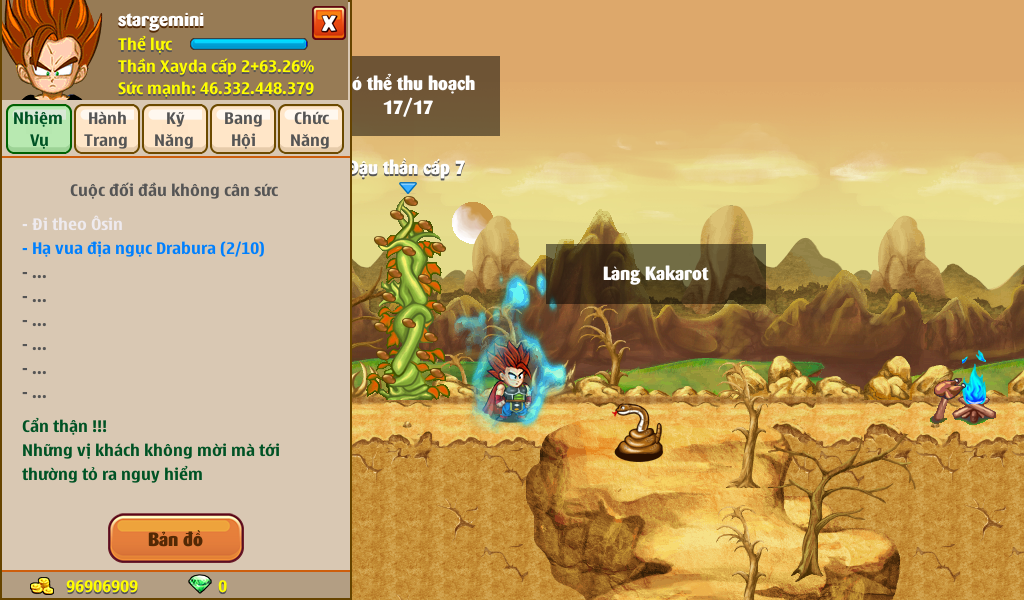 stargemini
X
Thể lực
Thần Xayda cấp 2+63.26%
Sức mạnh: 46.332.448.379
Nhiệm Vụ
Hành Trang
Kỹ Năng
Bang Hội
Chức Năng
Cuộc đối đầu không cân sức
- Đi theo Ôsin
- Hạ vua địa ngục Drabura (2/10)
- ...
- ...
- ...
- ...
- ...
- ...
Cẩn thận !!!
Những vị khách không mời mà tới
thường tỏ ra nguy hiểm
Bản đồ
96906909
0
ó thể thu hoạch
17/17
Đậu thần cấp 7
Làng Kakarot